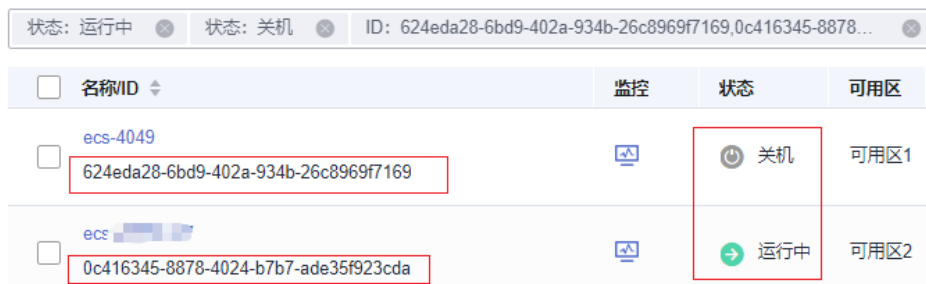 状态: 运行中 状态: 关机 ID: 624eda28-6bd9-402a-934b-26c8969f7169,0c416345-8878...
名称/ID 监控 状态 可用区
ecs-4049
624eda28-6bd9-402a-934b-26c8969f7169 关机 可用区1
ecs
0c416345-8878-4024-b7b7-ade35f923cda 运行中 可用区2